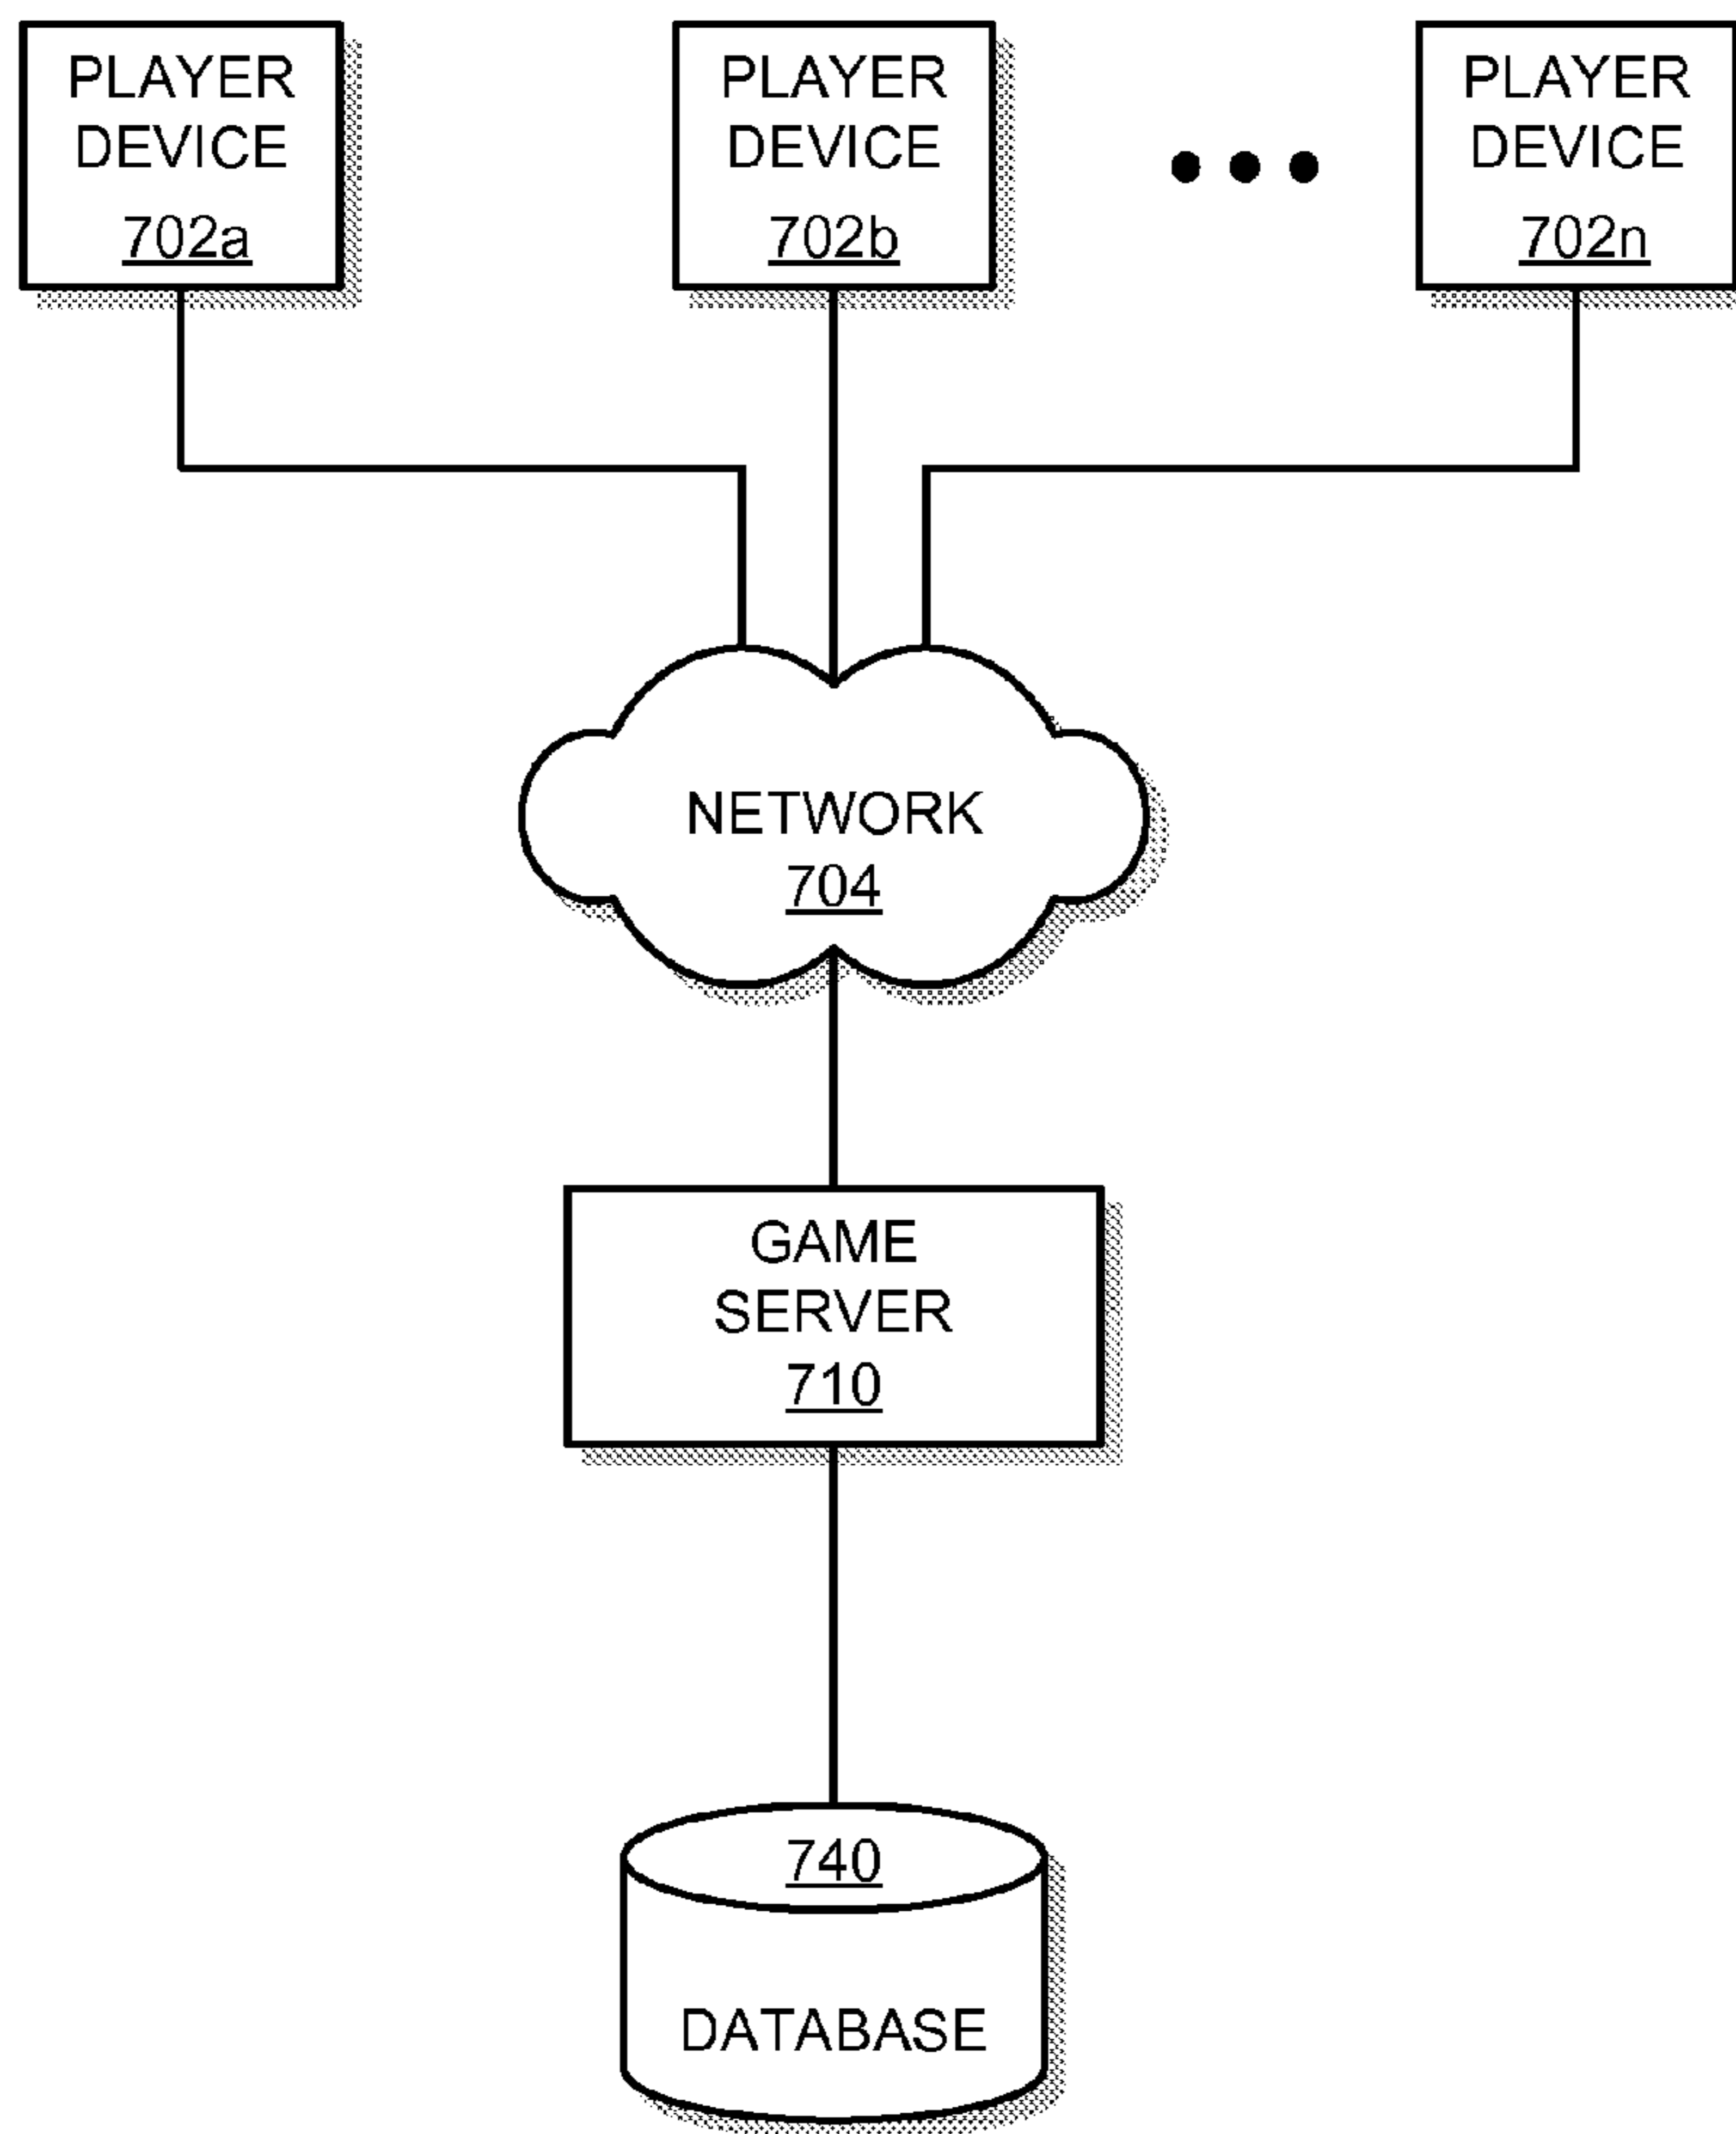 PLAYER
DEVICE
702a
PLAYER
DEVICE
702b
PLAYER
DEVICE
702n
NETWORK
704
GAME
SERVER
710
740
DATABASE